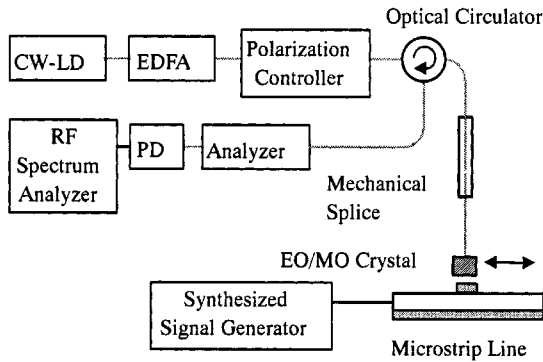 Optical Circulator
CW-LD
EDFA
Polarization
Controller
RF
Spectrum
Analyzer
PD
Analyzer
Mechanical
Splice
EO/MO Crystal
Synthesized
Signal Generator
Microstrip Line